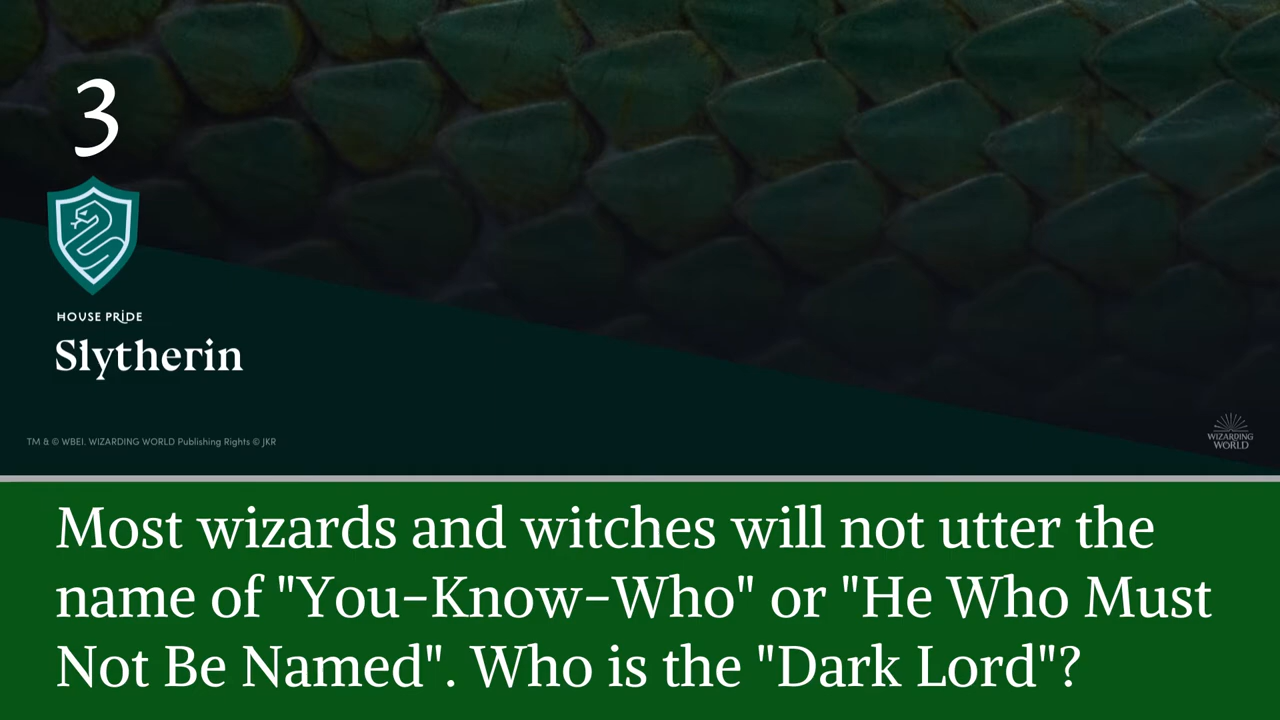 3
HOUSE PRIDE
Slytherin
TM & © WBEI. WIZARDING WORLD Publishing Rights © JKR
WIZARDING
WORLD
Most wizards and witches will not utter the
name of "You-Know-Who" or "He Who Must
Not Be Named". Who is the "Dark Lord"?